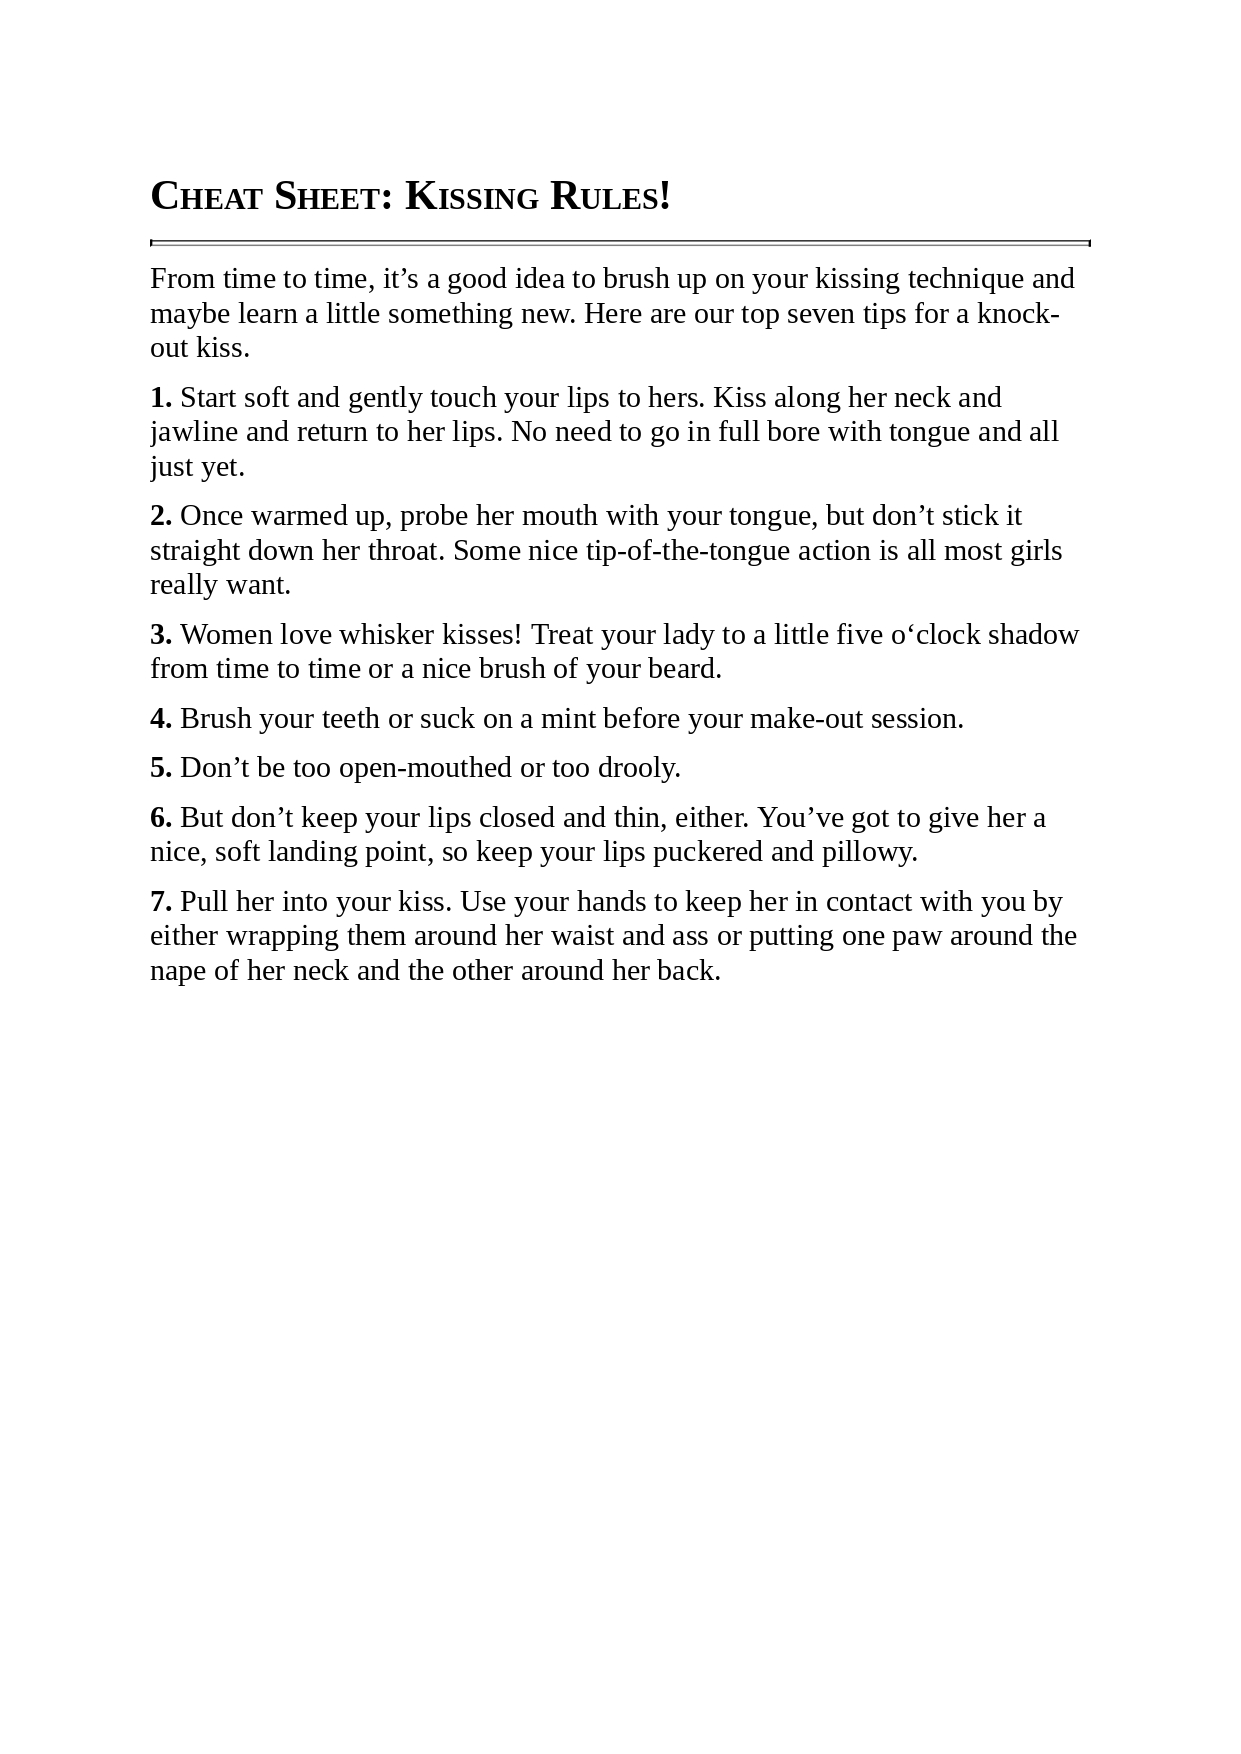 Cheat Sheet: Kissing Rules!
From time to time, it’s a good idea to brush up on your kissing technique and
maybe learn a little something new. Here are our top seven tips for a knock-
out kiss.
1. Start soft and gently touch your lips to hers. Kiss along her neck and
jawline and return to her lips. No need to go in full bore with tongue and all
just yet.
2. Once warmed up, probe her mouth with your tongue, but don’t stick it
straight down her throat. Some nice tip-of-the-tongue action is all most girls
really want.
3. Women love whisker kisses! Treat your lady to a little five o‘clock shadow
from time to time or a nice brush of your beard.
4. Brush your teeth or suck on a mint before your make-out session.
5. Don’t be too open-mouthed or too drooly.
6. But don’t keep your lips closed and thin, either. You’ve got to give her a
nice, soft landing point, so keep your lips puckered and pillowy.
7. Pull her into your kiss. Use your hands to keep her in contact with you by
either wrapping them around her waist and ass or putting one paw around the
nape of her neck and the other around her back.